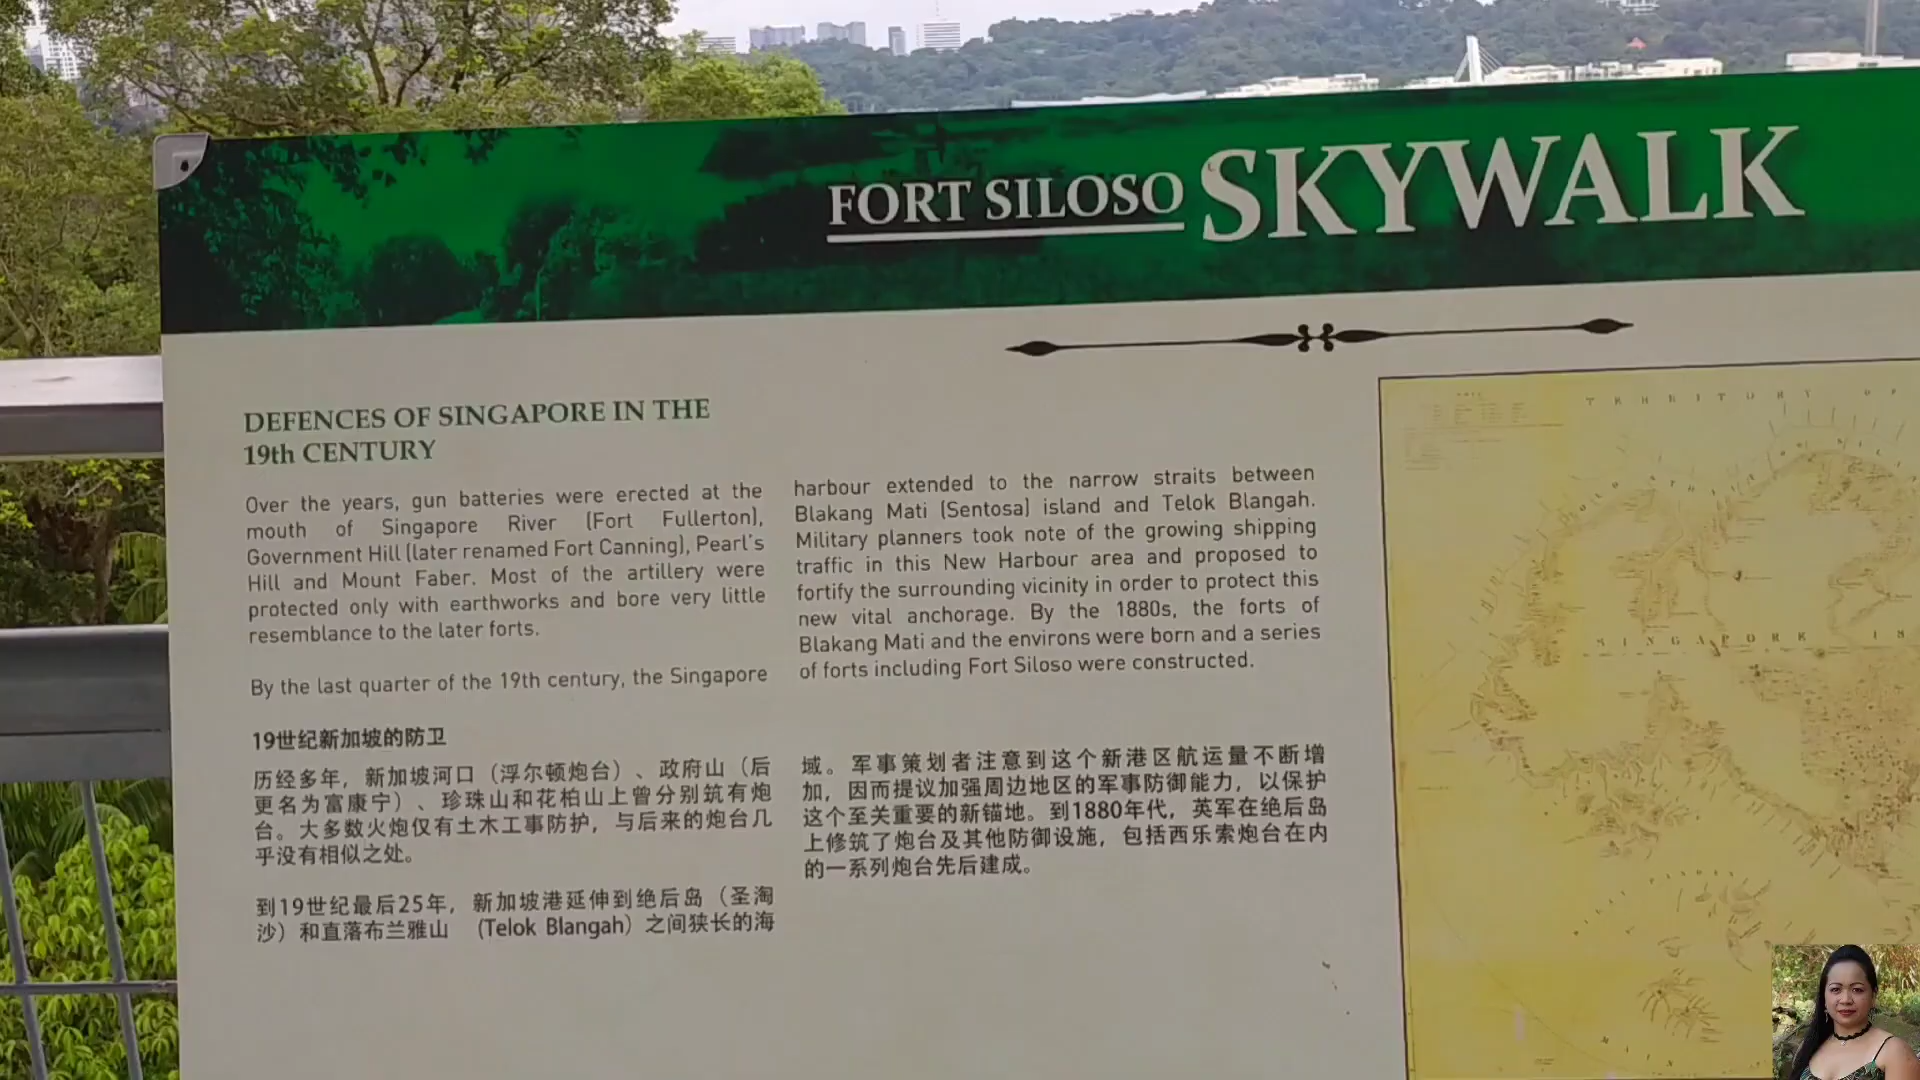 FORT SILOSO SKYWALK
DEFENCES OF SINGAPORE IN THE
19th CENTURY
Over the years, gun batteries were erected at the
mouth of Singapore River (Fort Fullerton),
Government Hill (later renamed Fort Canning), Pearl's
Hill and Mount Faber. Most of the artillery were
protected only with earthworks and bore very little
resemblance to the later forts.
By the last quarter of the 19th century, the Singapore
harbour extended to the narrow straits between
Blakang Mati (Sentosa) island and Telok Blangah.
Military planners took note of the growing shipping
traffic in this New Harbour area and proposed to
fortify the surrounding vicinity in order to protect this
new vital anchorage. By the 1880s, the forts of
Blakang Mati and the environs were born and a series
of forts including Fort Siloso were constructed.
19世纪新加坡的防卫
历经多年，新加坡河口（浮尔顿炮台）、政府山（后
更名为富康宁）、珍珠山和花柏山上曾分别筑有炮
台。大多数火炮仅有土木工事防护，与后来的炮台几
乎没有相似之处。
到19世纪最后25年，新加坡港延伸到绝后岛（圣淘
沙）和直落布兰雅山 (Telok Blangah）之间狭长的海
域。军事策划者注意到这个新港区航运量不断增
加，因而提议加强周边地区的军事防御能力，以保护
这个至关重要的新锚地。到1880年代，英军在绝后岛
上修筑了炮台及其他防御设施，包括西乐索炮台在内
的一系列炮台先后建成。
TERRITORY OF
SINGAPORE IS